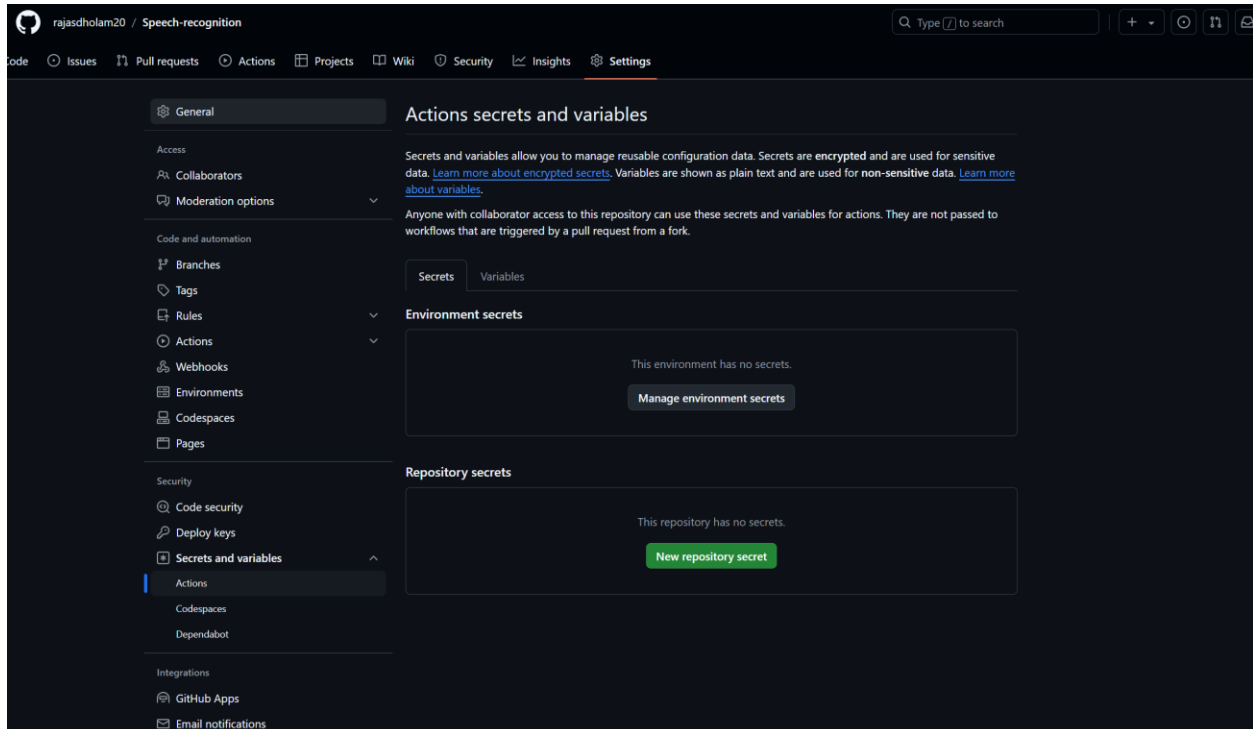 rajasdholam20 / Speech-recognition
Type / to search
Code Issues Pull requests Actions Projects Wiki Security Insights Settings
General
Access
Collaborators
Moderation options
Code and automation
Branches
Tags
Rules
Actions
Webhooks
Environments
Codespaces
Pages
Security
Code security
Deploy keys
Secrets and variables
Actions
Codespaces
Dependabot
Integrations
GitHub Apps
Email notifications
Actions secrets and variables
Secrets and variables allow you to manage reusable configuration data. Secrets are encrypted and are used for sensitive
data. Learn more about encrypted secrets. Variables are shown as plain text and are used for non-sensitive data. Learn more
about variables.
Anyone with collaborator access to this repository can use these secrets and variables for actions. They are not passed to
workflows that are triggered by a pull request from a fork.
Secrets Variables
Environment secrets
This environment has no secrets.
Manage environment secrets
Repository secrets
This repository has no secrets.
New repository secret